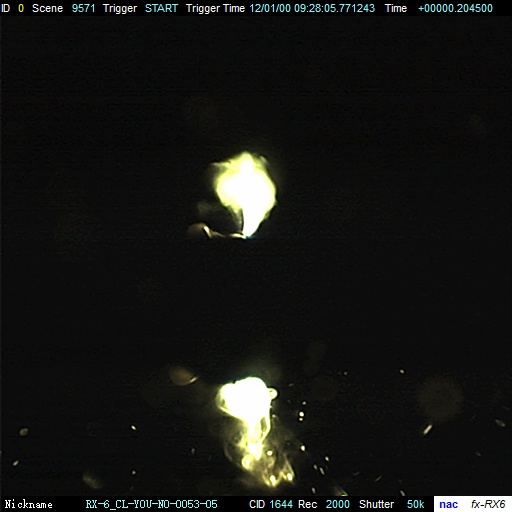 ID 0 Scene 9571 Trigger START Trigger Time 12/01/00 09:28:05.771243 Time +00000.204500
Nickname RX-6_CL-YOU-NO-0053-05 CID 1644 Rec 2000 Shutter 50k nac fx-RX6